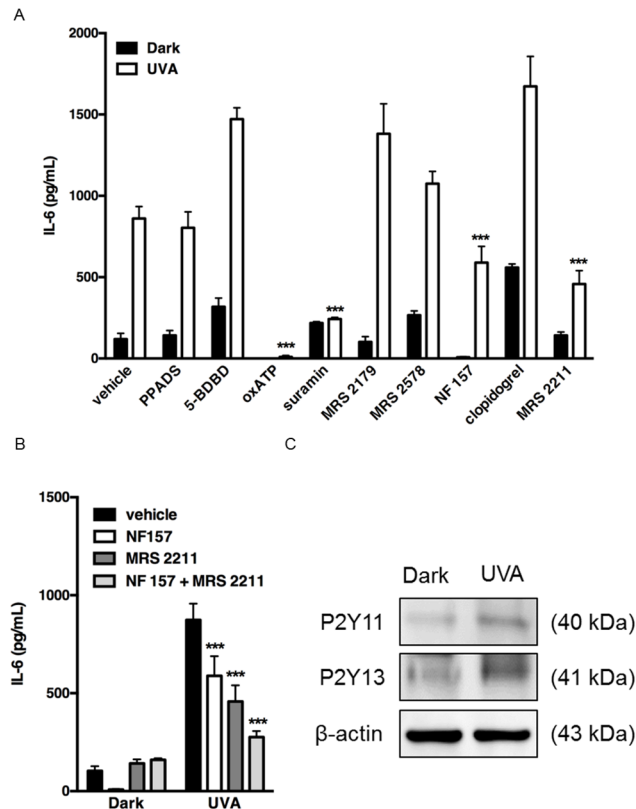 A
2000
1500
1000
500
0
IL-6 (pg/mL)
Dark
UVA
***
***
***
***
vehicle
PPADS
5-BDBD
oxATP
suramin
MRS 2179
MRS 2578
NF 157
clopidogrel
MRS 2211
B
1500
1000
500
0
IL-6 (pg/mL)
vehicle
NF157
MRS 2211
NF 157 + MRS 2211
***
***
***
Dark
UVA
C
Dark UVA
P2Y11 (40 kDa)
P2Y13 (41 kDa)
β-actin (43 kDa)